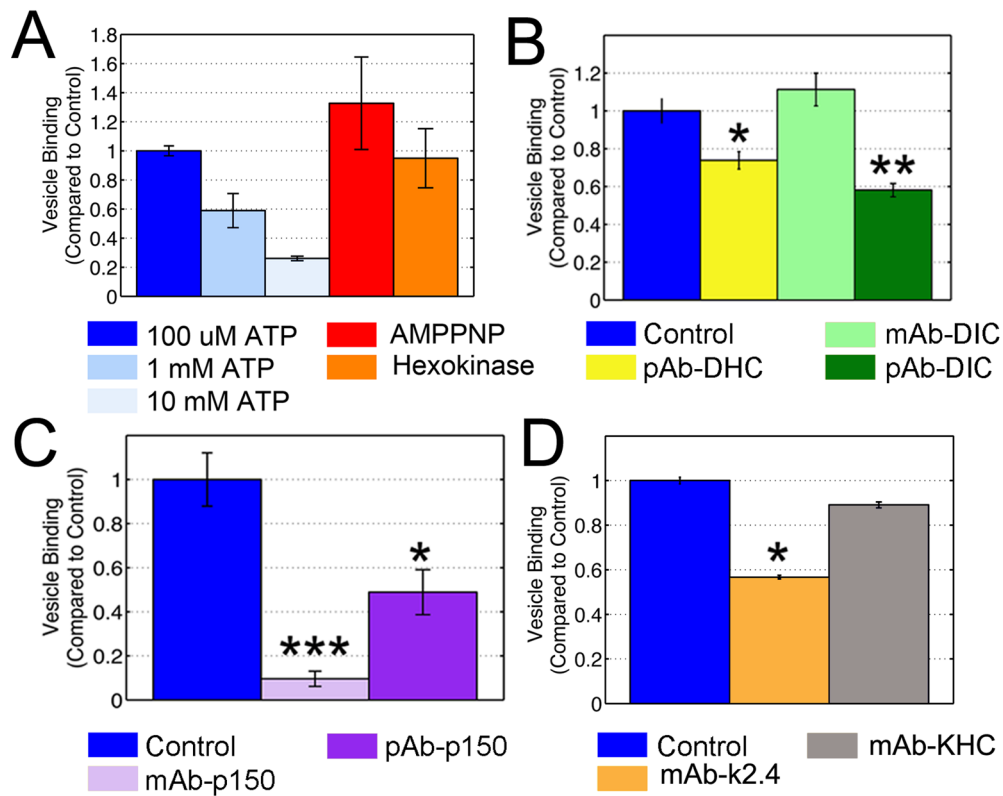 A
Vesicle Binding
(Compared to Control)
1.8
1.6
1.4
1.2
1
0.8
0.6
0.4
0.2
0
100 uM ATP
1 mM ATP
10 mM ATP
AMPPNP
Hexokinase
B
Vesicle Binding
(Compared to Control)
1.2
1
0.8
0.6
0.4
0.2
0
*
**
Control
pAb-DHC
mAb-DIC
pAb-DIC
C
Vesicle Binding
(Compared to Control)
1
0.8
0.6
0.4
0.2
0
***
*
Control
mAb-p150
pAb-p150
D
Vesicle Binding
(Compared to Control)
1
0.8
0.6
0.4
0.2
0
*
Control
mAb-k2.4
mAb-KHC